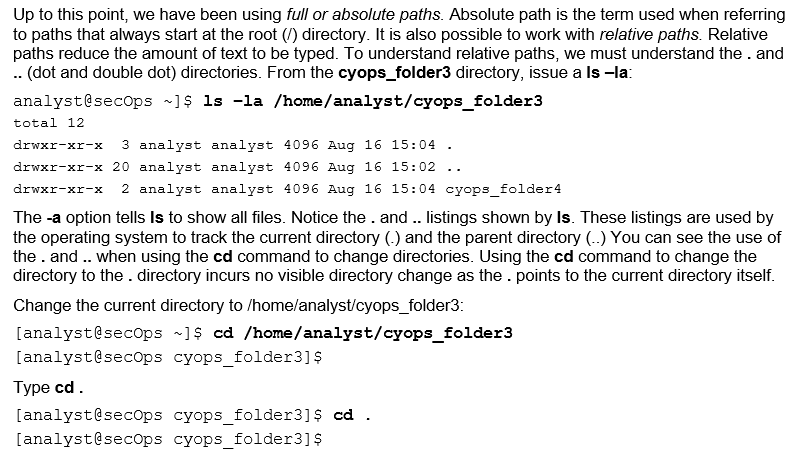 Up to this point, we have been using full or absolute paths. Absolute path is the term used when referring
to paths that always start at the root (/) directory. It is also possible to work with relative paths. Relative
paths reduce the amount of text to be typed. To understand relative paths, we must understand the . and
.. (dot and double dot) directories. From the cyops_folder3 directory, issue a ls –la:
analyst@secOps ~]$ ls –la /home/analyst/cyops_folder3
total 12
drwxr-xr-x  3 analyst analyst 4096 Aug 16 15:04 .
drwxr-xr-x 20 analyst analyst 4096 Aug 16 15:02 ..
drwxr-xr-x  2 analyst analyst 4096 Aug 16 15:04 cyops_folder4
The -a option tells ls to show all files. Notice the . and .. listings shown by ls. These listings are used by
the operating system to track the current directory (.) and the parent directory (..) You can see the use of
the . and .. when using the cd command to change directories. Using the cd command to change the
directory to the . directory incurs no visible directory change as the . points to the current directory itself.
Change the current directory to /home/analyst/cyops_folder3:
[analyst@secOps ~]$ cd /home/analyst/cyops_folder3
[analyst@secOps cyops_folder3]$
Type cd .
[analyst@secOps cyops_folder3]$ cd .
[analyst@secOps cyops_folder3]$